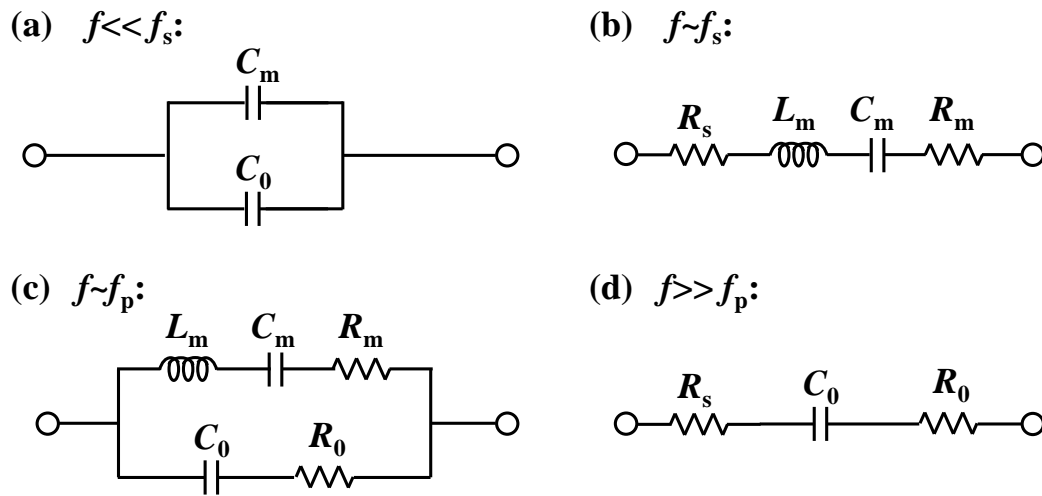 (a) f<<fs:
Cm
C0
(b) f~fs:
Rs Lm Cm Rm
(c) f~fp:
Lm Cm Rm
C0 R0
(d) f>>fp:
Rs C0 R0